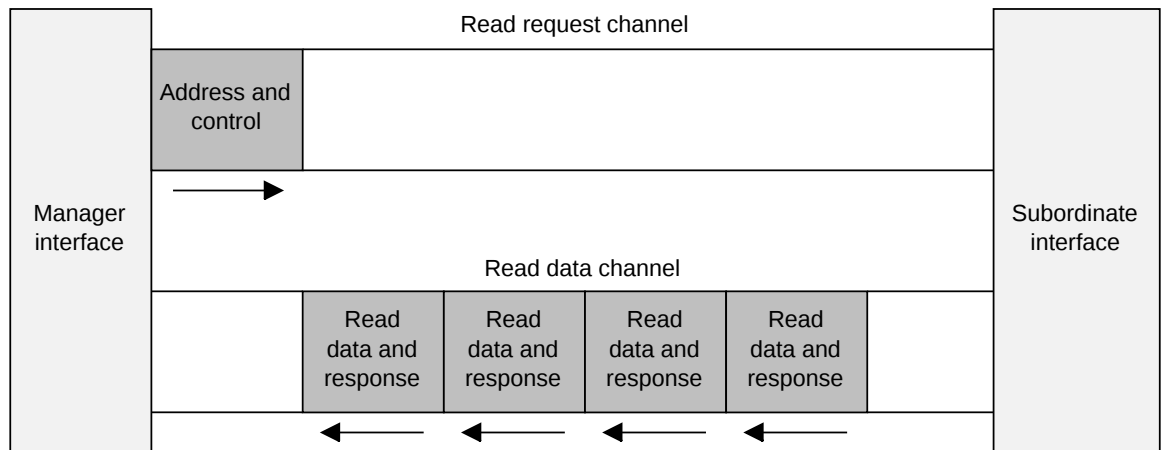 Read request channel
Address and
control
Manager
interface
Subordinate
interface
Read data channel
Read
data and
response
Read
data and
response
Read
data and
response
Read
data and
response